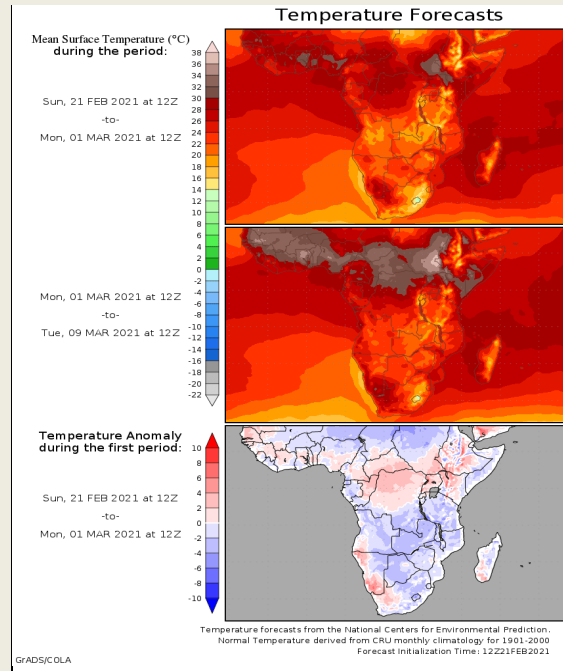 Temperature Forecasts
Mean Surface Temperature (°C)
during the period:
Sun, 21 FEB 2021 at 12Z
-to-
Mon, 01 MAR 2021 at 12Z
38
36
34
32
30
28
26
24
22
20
18
16
14
12
10
8
6
4
2
0
-2
-4
-6
-8
-10
-12
-14
-16
-18
-20
-22
Mon, 01 MAR 2021 at 12Z
-to-
Tue, 09 MAR 2021 at 12Z
Temperature Anomaly
during the first period:
Sun, 21 FEB 2021 at 12Z
-to-
Mon, 01 MAR 2021 at 12Z
10
8
6
4
2
0
-2
-4
-6
-8
-10
Temperature forecasts from the National Centers for Environmental Prediction.
Normal Temperature derived from CRU monthly climatology for 1901-2000
Forecast Initialization Time: 12Z21FEB2021
GrADS/COLA